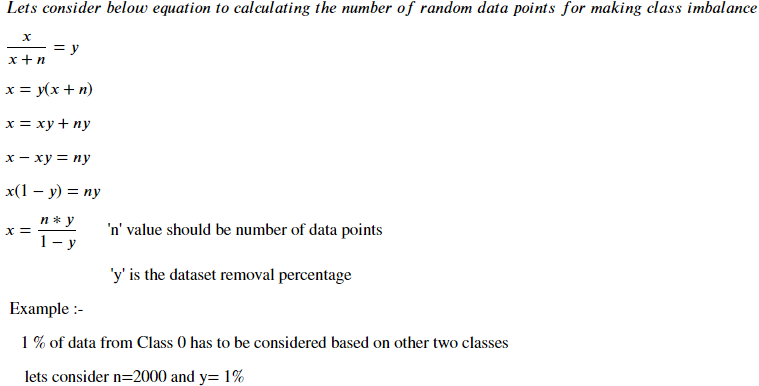 Lets consider below equation to calculating the number of random data points for making class imbalance
x / (x + n) = y
x = y(x + n)
x = xy + ny
x − xy = ny
x(1 − y) = ny
x = (n * y) / (1 − y) 'n' value should be number of data points
'y' is the dataset removal percentage
Example :-
1 % of data from Class 0 has to be considered based on other two classes
lets consider n=2000 and y= 1%